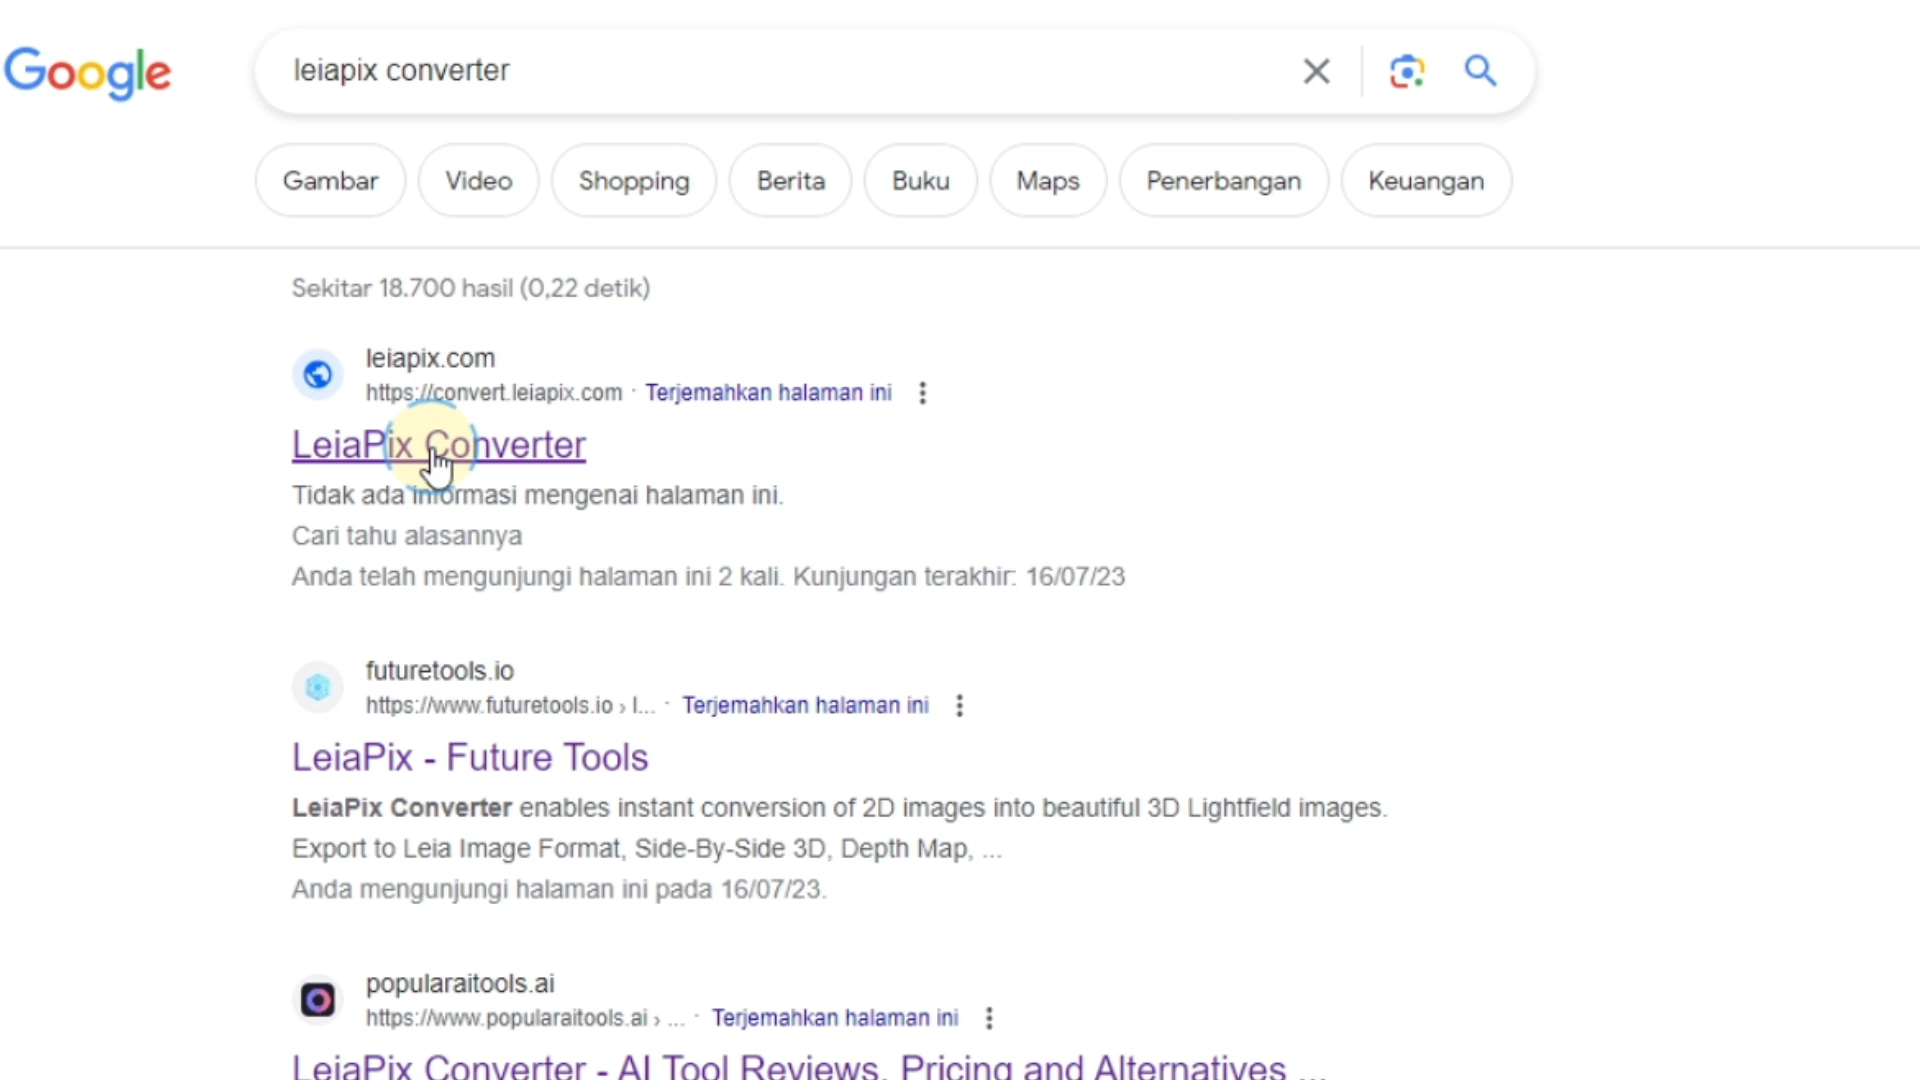 Google
leiapix converter
Gambar Video Shopping Berita Buku Maps Penerbangan Keuangan
Sekitar 18.700 hasil (0,22 detik)
leiapix.com
https://convert.leiapix.com · Terjemahkan halaman ini
LeiaPix Converter
Tidak ada informasi mengenai halaman ini.
Cari tahu alasannya
Anda telah mengunjungi halaman ini 2 kali. Kunjungan terakhir: 16/07/23
futuretools.io
https://www.futuretools.io › l... · Terjemahkan halaman ini
LeiaPix - Future Tools
LeiaPix Converter enables instant conversion of 2D images into beautiful 3D Lightfield images.
Export to Leia Image Format, Side-By-Side 3D, Depth Map, ...
Anda mengunjungi halaman ini pada 16/07/23.
popularaitools.ai
https://www.popularaitools.ai › ... · Terjemahkan halaman ini
LeiaPix Converter - AI Tool Reviews, Pricing and Alternatives ...